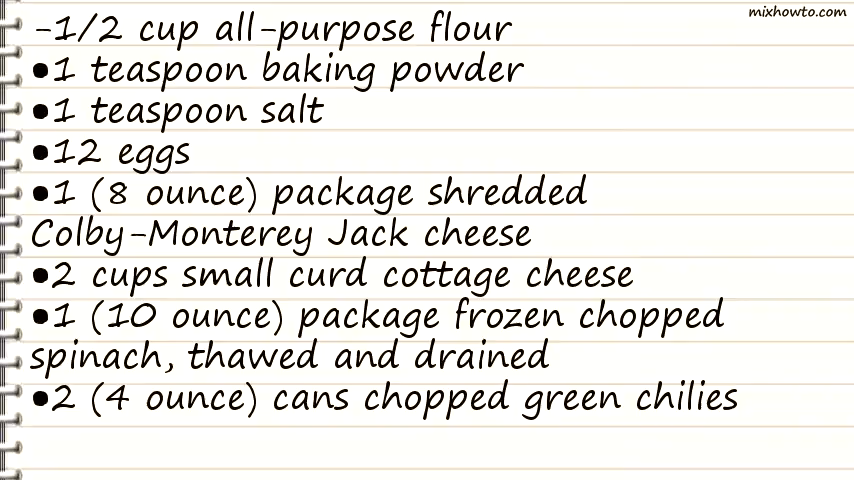 mixhowto.com
-1/2 cup all-purpose flour
•1 teaspoon baking powder
•1 teaspoon salt
•12 eggs
•1 (8 ounce) package shredded
Colby-Monterey Jack cheese
•2 cups small curd cottage cheese
•1 (10 ounce) package frozen chopped
spinach, thawed and drained
•2 (4 ounce) cans chopped green chilies